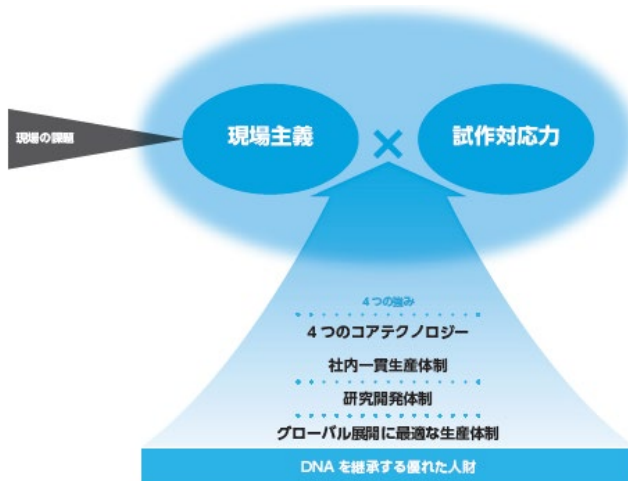 現場の課題
現場主義 × 試作対応力
4つの強み
4つのコアテクノロジー
社内一貫生産体制
研究開発体制
グローバル展開に最適な生産体制
DNAを継承する優れた人財